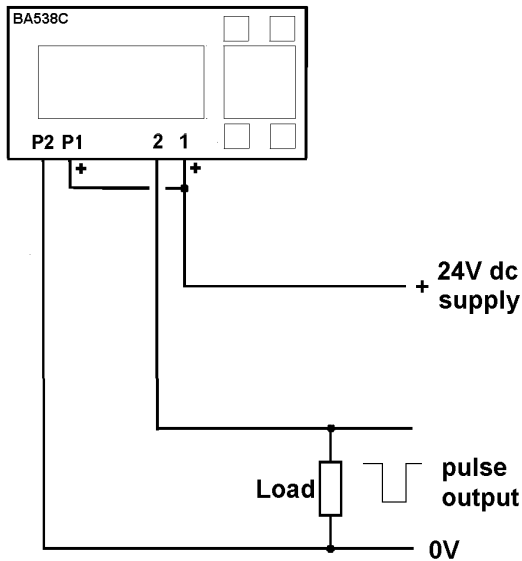 BA538C
P2 P1 2 1
+ +
+ 24V dc
supply
Load
pulse
output
0V